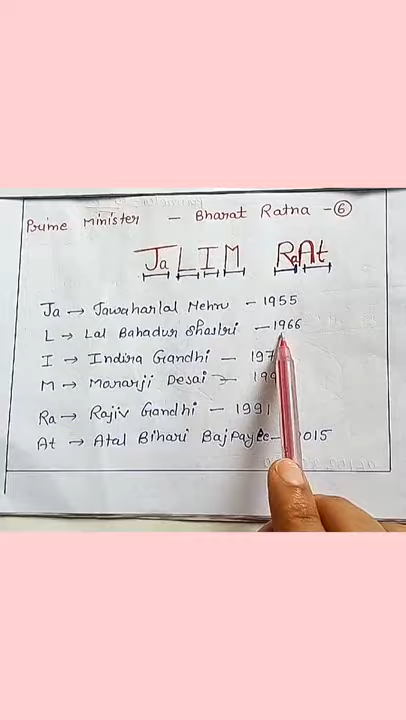 Prime Minister - Bharat Ratna - 6
JaLIM RaAt
Ja → Jawaharlal Nehru - 1955
L → Lal Bahadur Shastri - 1966
I → Indira Gandhi - 197
M → Morarji Desai - 199
Ra → Rajiv Gandhi - 1991
At → Atal Bihari Bajpayee - 2015